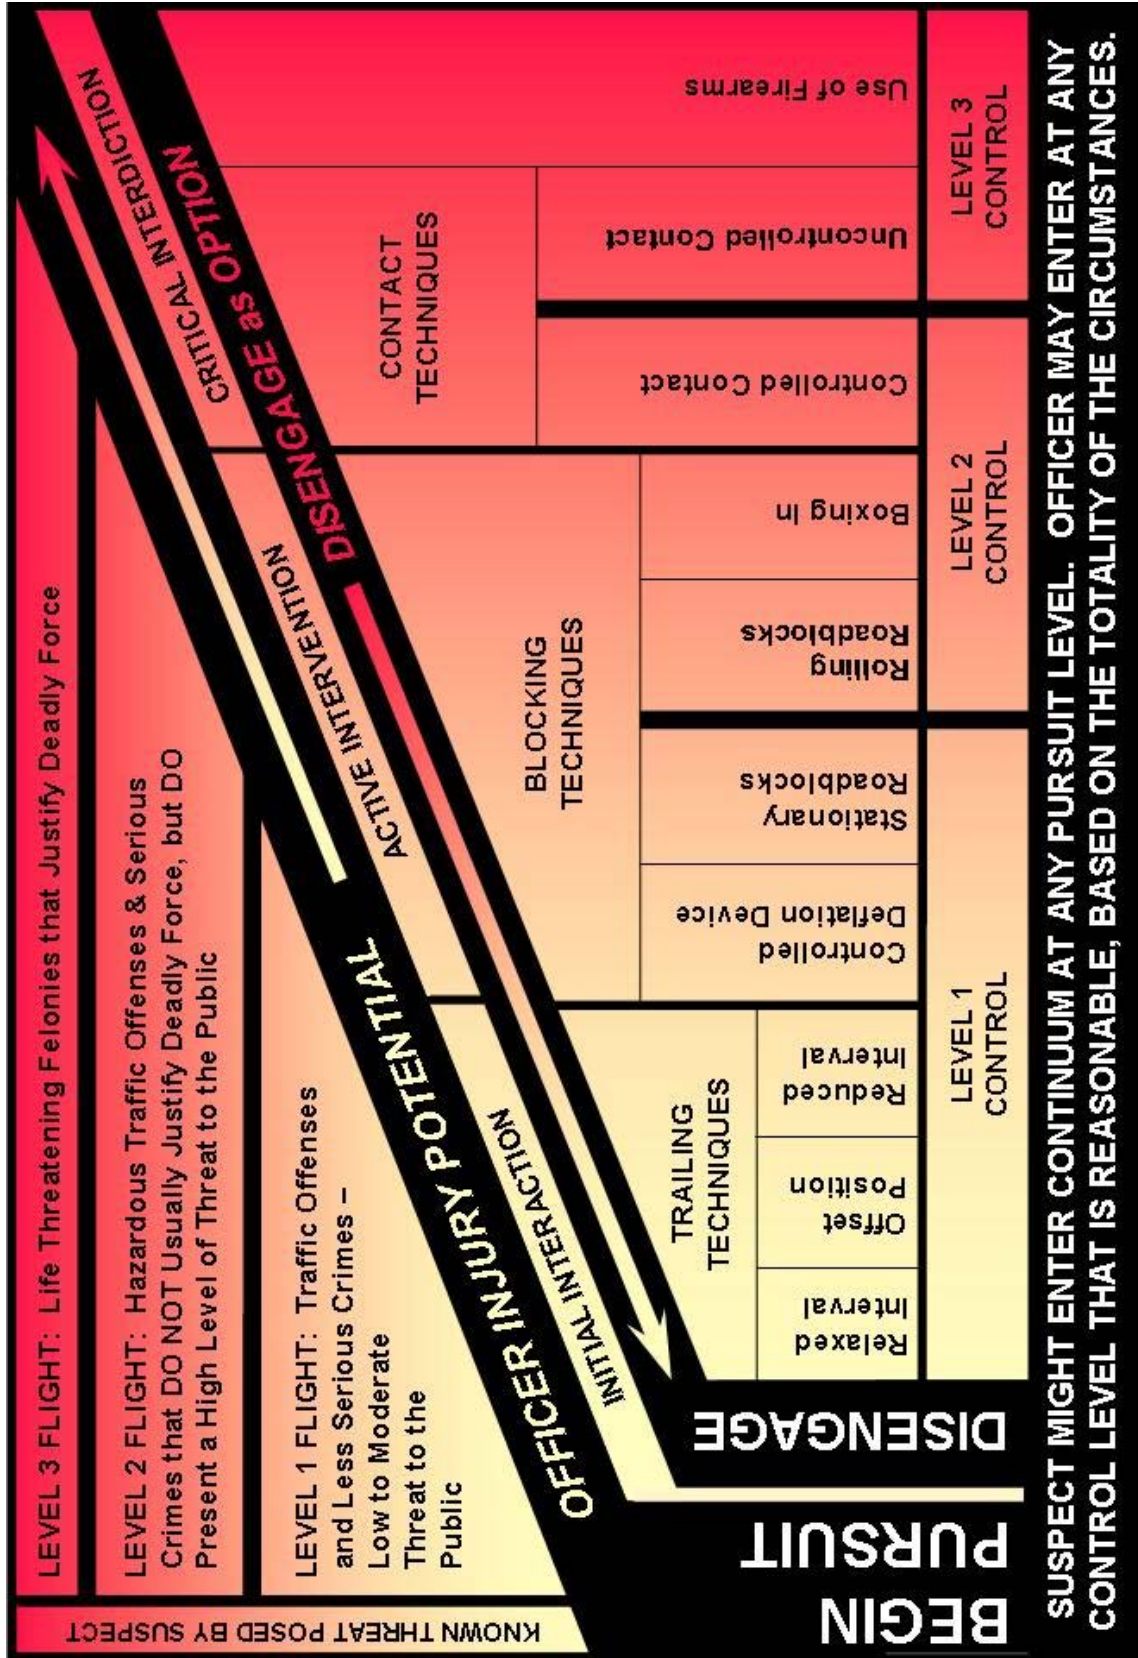 KNOWN THREAT POSED BY SUSPECT
LEVEL 3 FLIGHT: Life Threatening Felonies that Justify Deadly Force
LEVEL 2 FLIGHT: Hazardous Traffic Offenses & Serious
Crimes that DO NOT Usually Justify Deadly Force, but DO
Present a High Level of Threat to the Public
LEVEL 1 FLIGHT: Traffic Offenses
and Less Serious Crimes –
Low to Moderate
Threat to the
Public
OFFICER INJURY POTENTIAL
INITIAL INTERACTION
ACTIVE INTERVENTION
CRITICAL INTERDICTION
DISENGAGE as OPTION
BEGIN
PURSUIT
DISENGAGE
TRAILING
TECHNIQUES
Relaxed
Interval
Offset
Position
Reduced
Interval
BLOCKING
TECHNIQUES
Controlled
Deflation Device
Stationary
Roadblocks
Rolling
Roadblocks
Boxing In
CONTACT
TECHNIQUES
Controlled Contact
Uncontrolled Contact
Use of Firearms
LEVEL 1
CONTROL
LEVEL 2
CONTROL
LEVEL 3
CONTROL
SUSPECT MIGHT ENTER CONTINUUM AT ANY PURSUIT LEVEL. OFFICER MAY ENTER AT ANY
CONTROL LEVEL THAT IS REASONABLE, BASED ON THE TOTALITY OF THE CIRCUMSTANCES.